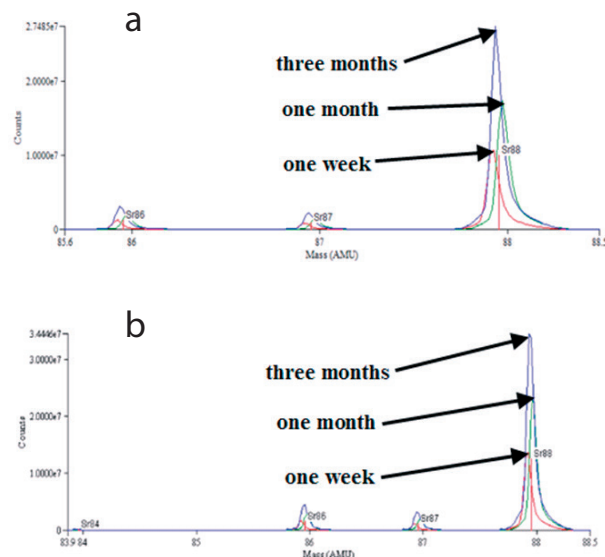 a
2.7485e7
three months
2.0000e7
one month
Counts
1.0000e7
one week
Sr88
Sr86
Sr87
0
85.6 86 87 88 88.5
Mass (AMU)
b
3.4446e7
3.0000e7
three months
2.0000e7
one month
Counts
1.0000e7
one week
Sr88
Sr84
Sr86
Sr87
0
83.9 84 85 86 87 88 88.5
Mass (AMU)